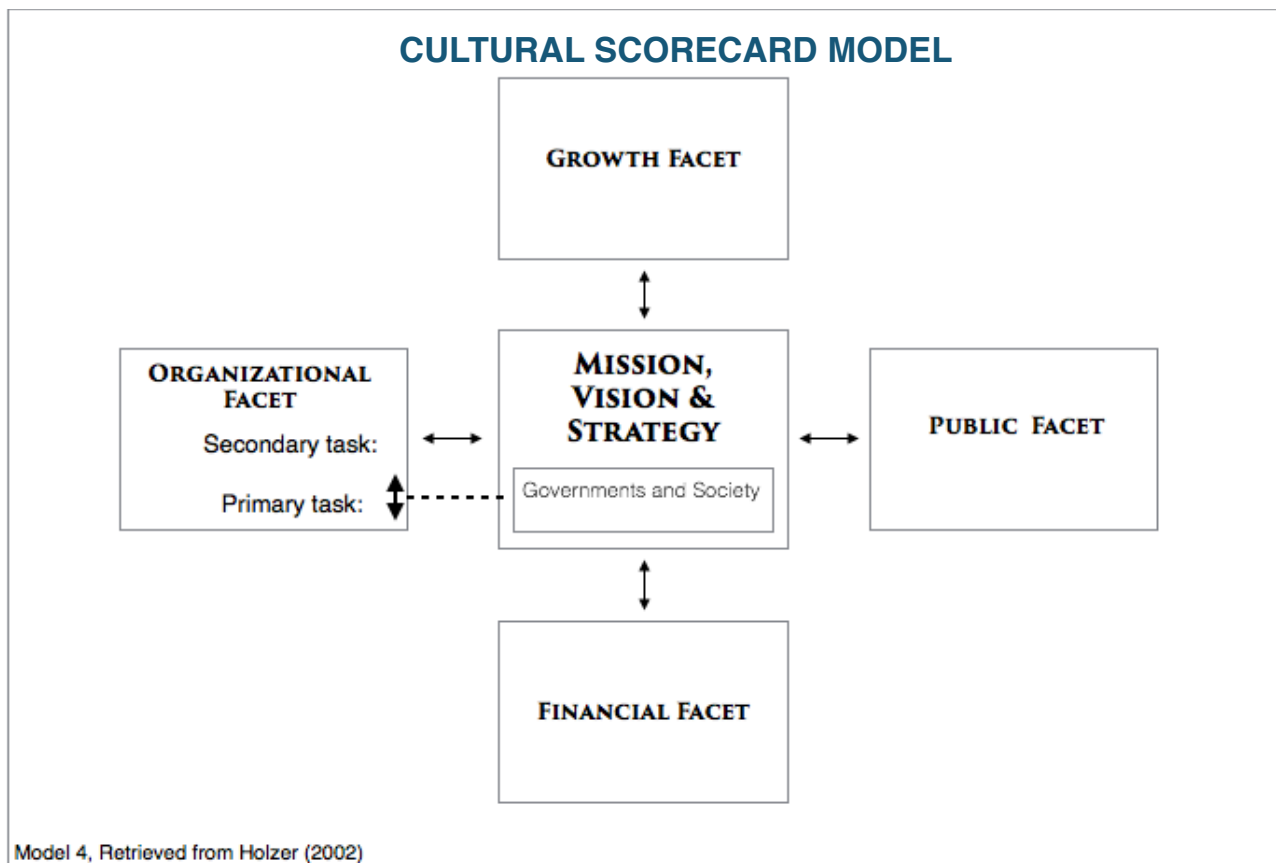 CULTURAL SCORECARD MODEL
GROWTH FACET
ORGANIZATIONAL
FACET
Secondary task:
Primary task:
MISSION,
VISION &
STRATEGY
Governments and Society
PUBLIC FACET
FINANCIAL FACET
Model 4, Retrieved from Holzer (2002)